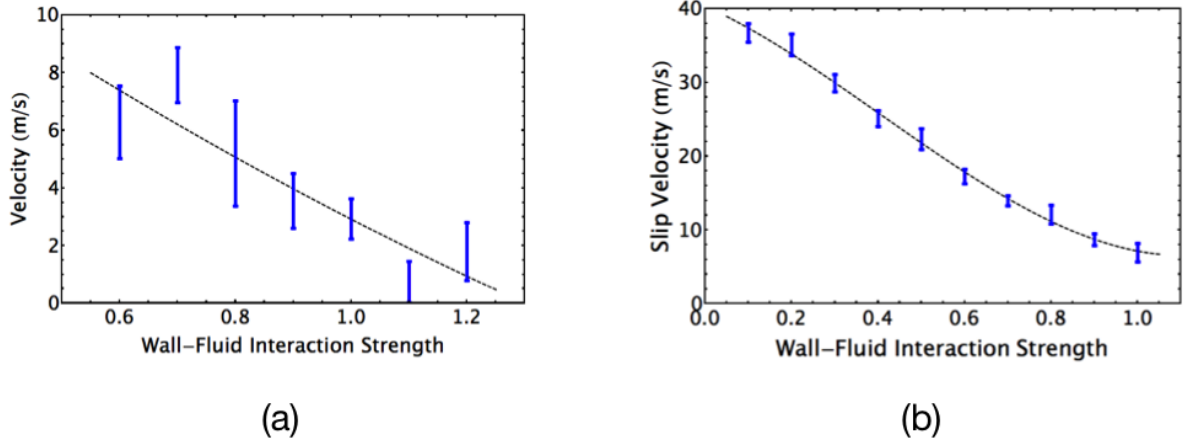 10
8
6
4
2
0
0.6 0.8 1.0 1.2
Velocity (m/s)
Wall–Fluid Interaction Strength
(a)
40
30
20
10
0
0.0 0.2 0.4 0.6 0.8 1.0
Slip Velocity (m/s)
Wall–Fluid Interaction Strength
(b)